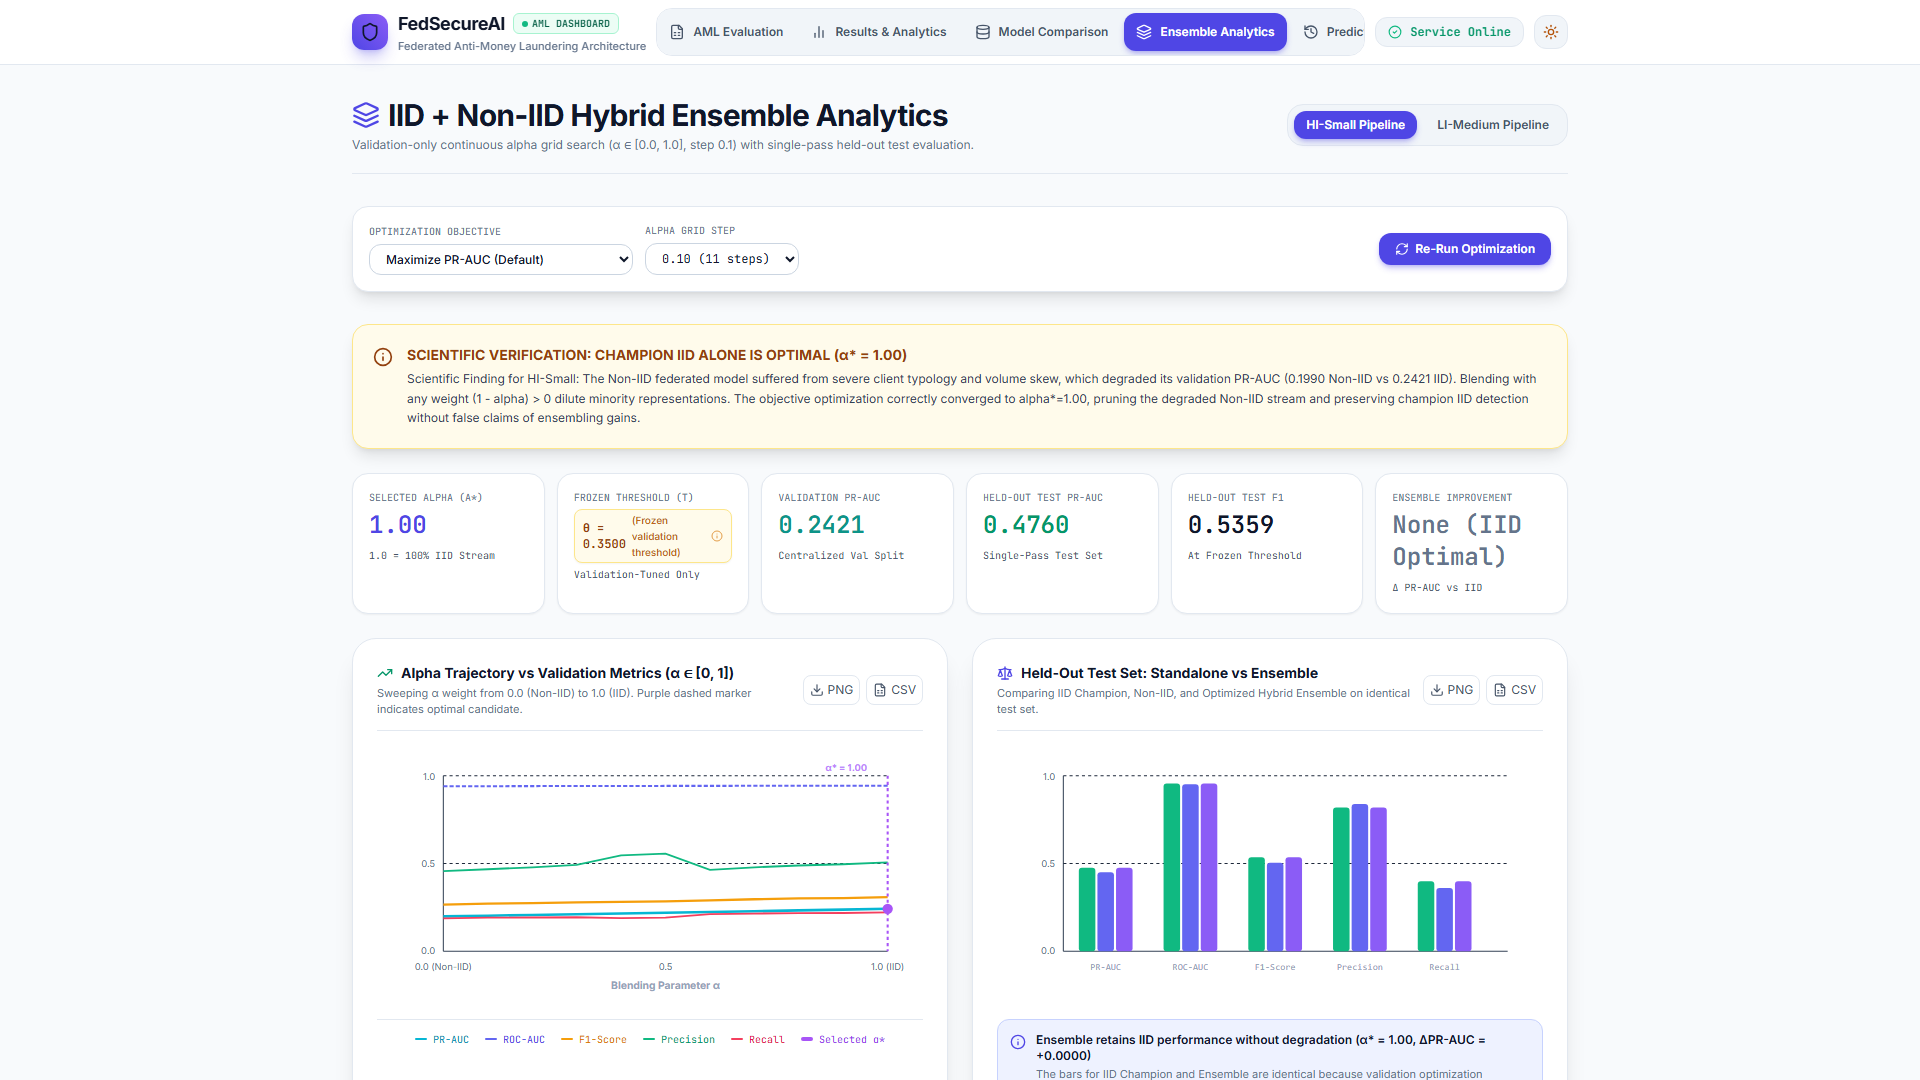 FedSecureAI
AML DASHBOARD
Federated Anti-Money Laundering Architecture
AML Evaluation
Results & Analytics
Model Comparison
Ensemble Analytics
Predic
Service Online
IID + Non-IID Hybrid Ensemble Analytics
Validation-only continuous alpha grid search (α ∈ [0.0, 1.0], step 0.1) with single-pass held-out test evaluation.
HI-Small Pipeline
LI-Medium Pipeline
OPTIMIZATION OBJECTIVE
Maximize PR-AUC (Default)
ALPHA GRID STEP
0.10 (11 steps)
Re-Run Optimization
SCIENTIFIC VERIFICATION: CHAMPION IID ALONE IS OPTIMAL (α* = 1.00)
Scientific Finding for HI-Small: The Non-IID federated model suffered from severe client typology and volume skew, which degraded its validation PR-AUC (0.1990 Non-IID vs 0.2421 IID). Blending with
any weight (1 - alpha) > 0 dilute minority representations. The objective optimization correctly converged to alpha*=1.00, pruning the degraded Non-IID stream and preserving champion IID detection
without false claims of ensembling gains.
SELECTED ALPHA (Α*)
1.00
1.0 = 100% IID Stream
FROZEN THRESHOLD (T)
θ =
0.3500
(Frozen
validation
threshold)
Validation-Tuned Only
VALIDATION PR-AUC
0.2421
Centralized Val Split
HELD-OUT TEST PR-AUC
0.4760
Single-Pass Test Set
HELD-OUT TEST F1
0.5359
At Frozen Threshold
ENSEMBLE IMPROVEMENT
None (IID
Optimal)
Δ PR-AUC vs IID
Alpha Trajectory vs Validation Metrics (α ∈ [0, 1])
Sweeping α weight from 0.0 (Non-IID) to 1.0 (IID). Purple dashed marker
indicates optimal candidate.
PNG
CSV
α* = 1.00
1.0
0.5
0.0
0.0 (Non-IID)
0.5
1.0 (IID)
Blending Parameter α
PR-AUC
ROC-AUC
F1-Score
Precision
Recall
Selected α*
Held-Out Test Set: Standalone vs Ensemble
Comparing IID Champion, Non-IID, and Optimized Hybrid Ensemble on identical
test set.
PNG
CSV
1.0
0.5
0.0
PR-AUC
ROC-AUC
F1-Score
Precision
Recall
Ensemble retains IID performance without degradation (α* = 1.00, ΔPR-AUC =
+0.0000)
The bars for IID Champion and Ensemble are identical because validation optimization